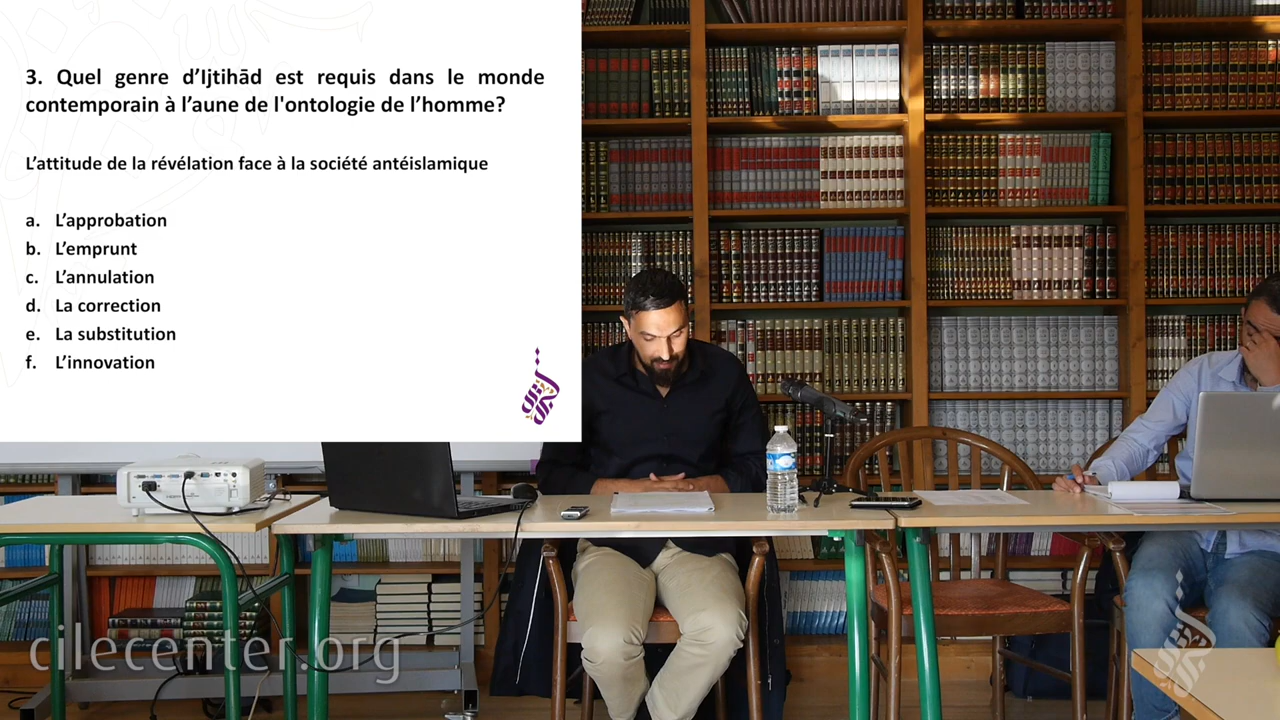 3. Quel genre d’Ijtihād est requis dans le monde
contemporain à l’aune de l'ontologie de l’homme?
L’attitude de la révélation face à la société antéislamique
a. L’approbation
b. L’emprunt
c. L’annulation
d. La correction
e. La substitution
f. L’innovation
cilecenter.org